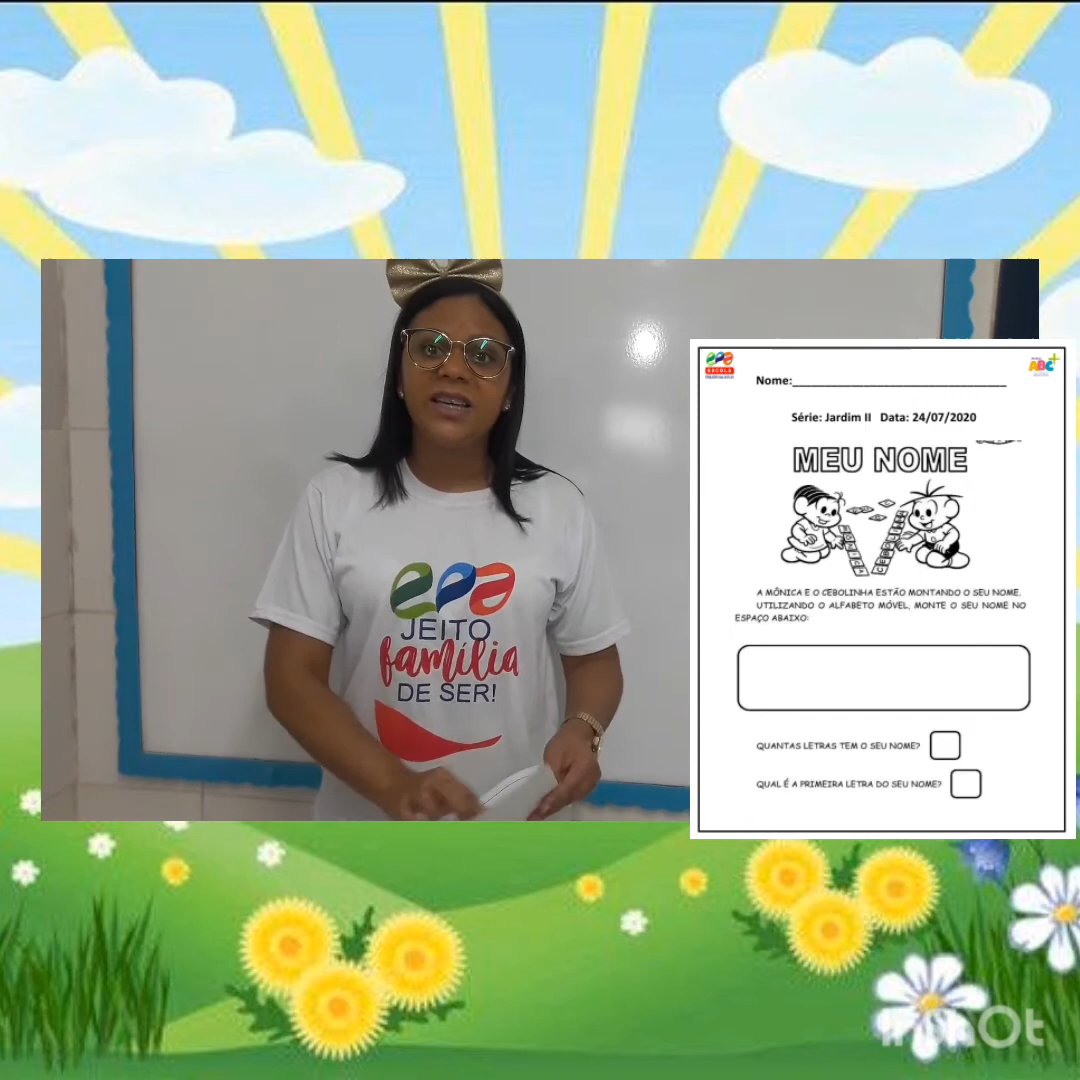 epa
JEITO
família
DE SER!
ESCOLA
ABC+
Nome:________________________________
Série: Jardim II Data: 24/07/2020
MEU NOME
A MÔNICA E O CEBOLINHA ESTÃO MONTANDO O SEU NOME.
UTILIZANDO O ALFABETO MÓVEL, MONTE O SEU NOME NO
ESPAÇO ABAIXO:
QUANTAS LETRAS TEM O SEU NOME?
QUAL É A PRIMEIRA LETRA DO SEU NOME?
InShOt